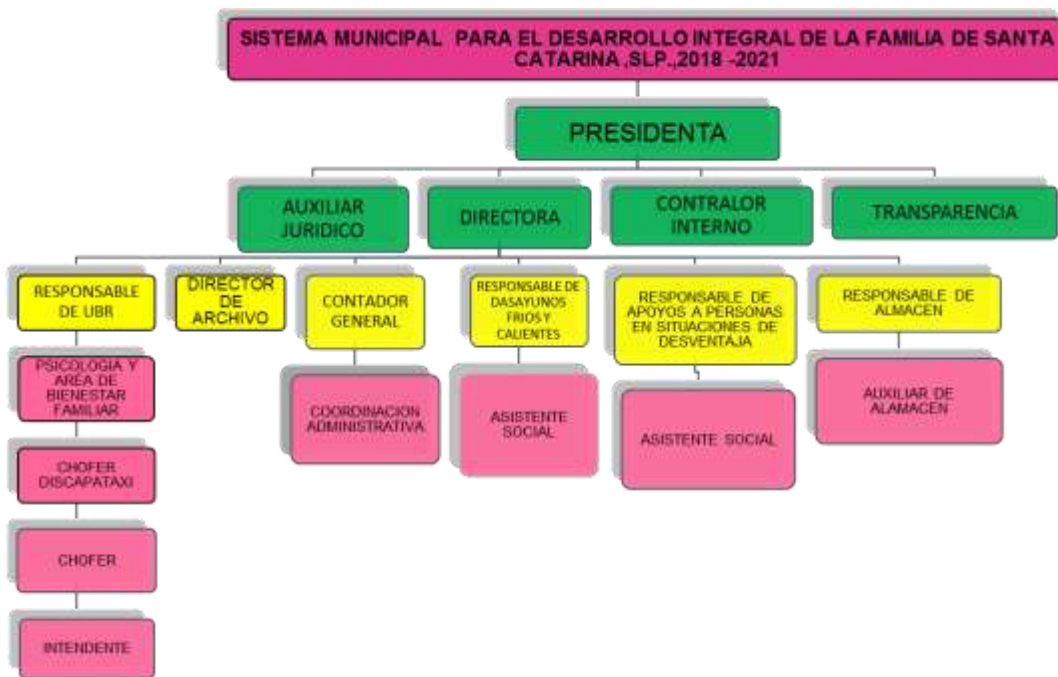 SISTEMA MUNICIPAL PARA EL DESARROLLO INTEGRAL DE LA FAMILIA DE SANTA
CATARINA ,SLP.,2018 -2021
PRESIDENTA
AUXILIAR
JURIDICO
DIRECTORA
CONTRALOR
INTERNO
TRANSPARENCIA
RESPONSABLE
DE UBR
DIRECTOR
DE
ARCHIVO
CONTADOR
GENERAL
RESPONSABLE DE
DASAYUNOS
FRIOS Y
CALIENTES
RESPONSABLE DE
APOYOS A PERSONAS
EN SITUACIONES DE
DESVENTAJA
RESPONSABLE DE
ALMACEN
PSICOLOGIA Y
AREA DE
BIENESTAR
FAMILIAR
COORDINACION
ADMINISTRATIVA
ASISTENTE
SOCIAL
ASISTENTE SOCIAL
AUXILIAR DE
ALAMACEN
CHOFER
DISCAPATAXI
CHOFER
INTENDENTE